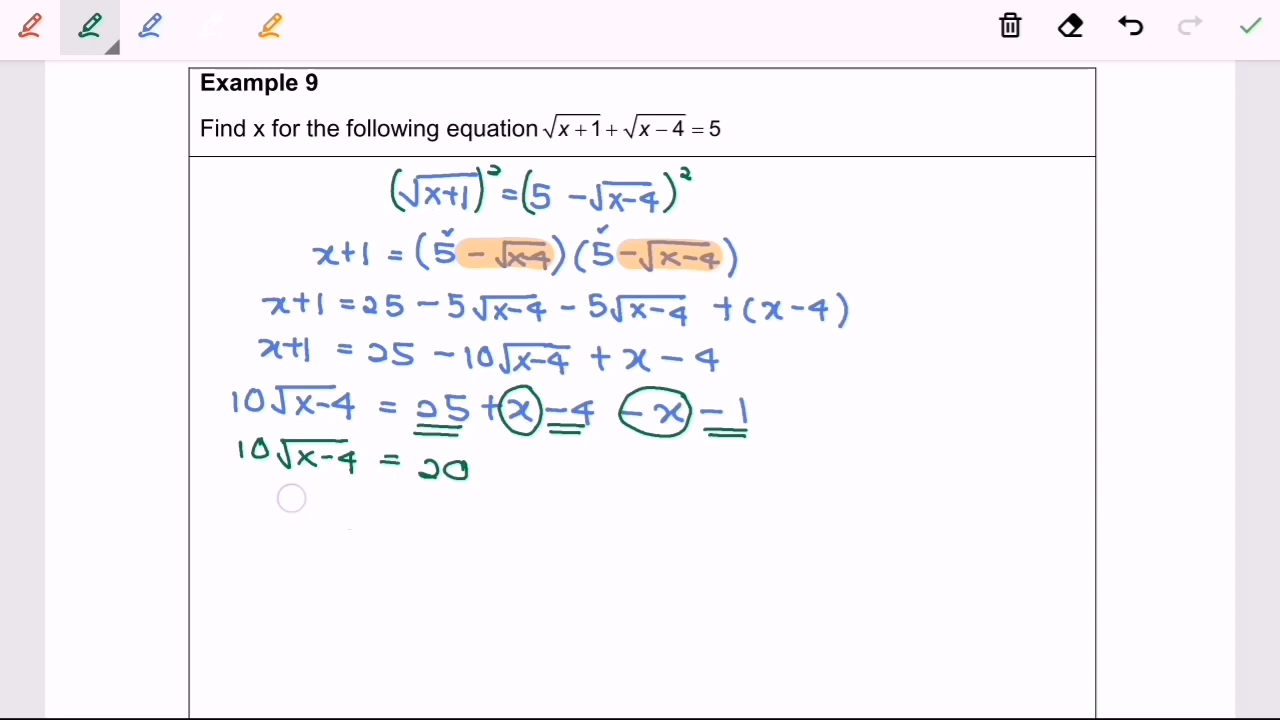 Example 9
Find x for the following equation √(x+1) + √(x−4) = 5
(√(x+1))² = (5 − √(x−4))²
x+1 = (5 − √(x−4))(5 − √(x−4))
x+1 = 25 − 5√(x−4) − 5√(x−4) + (x−4)
x+1 = 25 − 10√(x−4) + x − 4
10√(x−4) = 25 + x − 4 − x − 1
10√(x−4) = 20